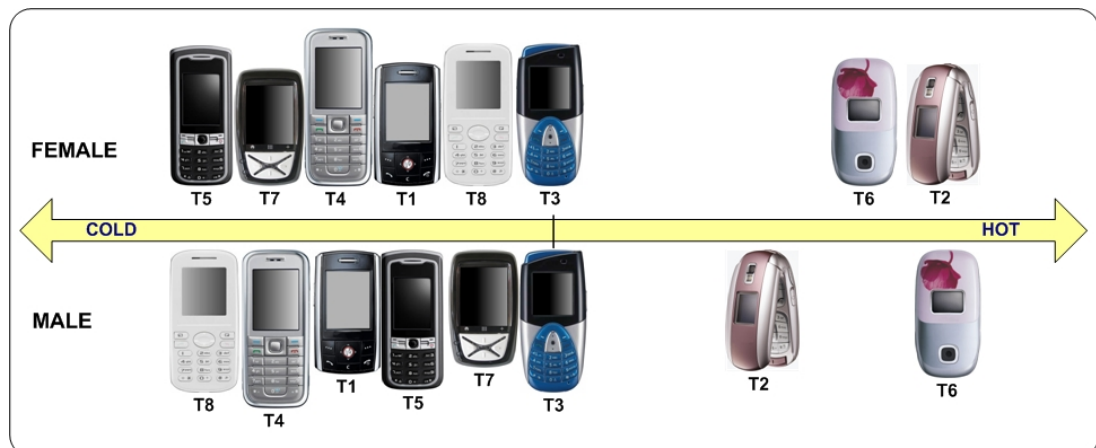 FEMALE
T5 T7 T4 T1 T8 T3 T6 T2
COLD HOT
MALE
T8 T4 T1 T5 T7 T3 T2 T6